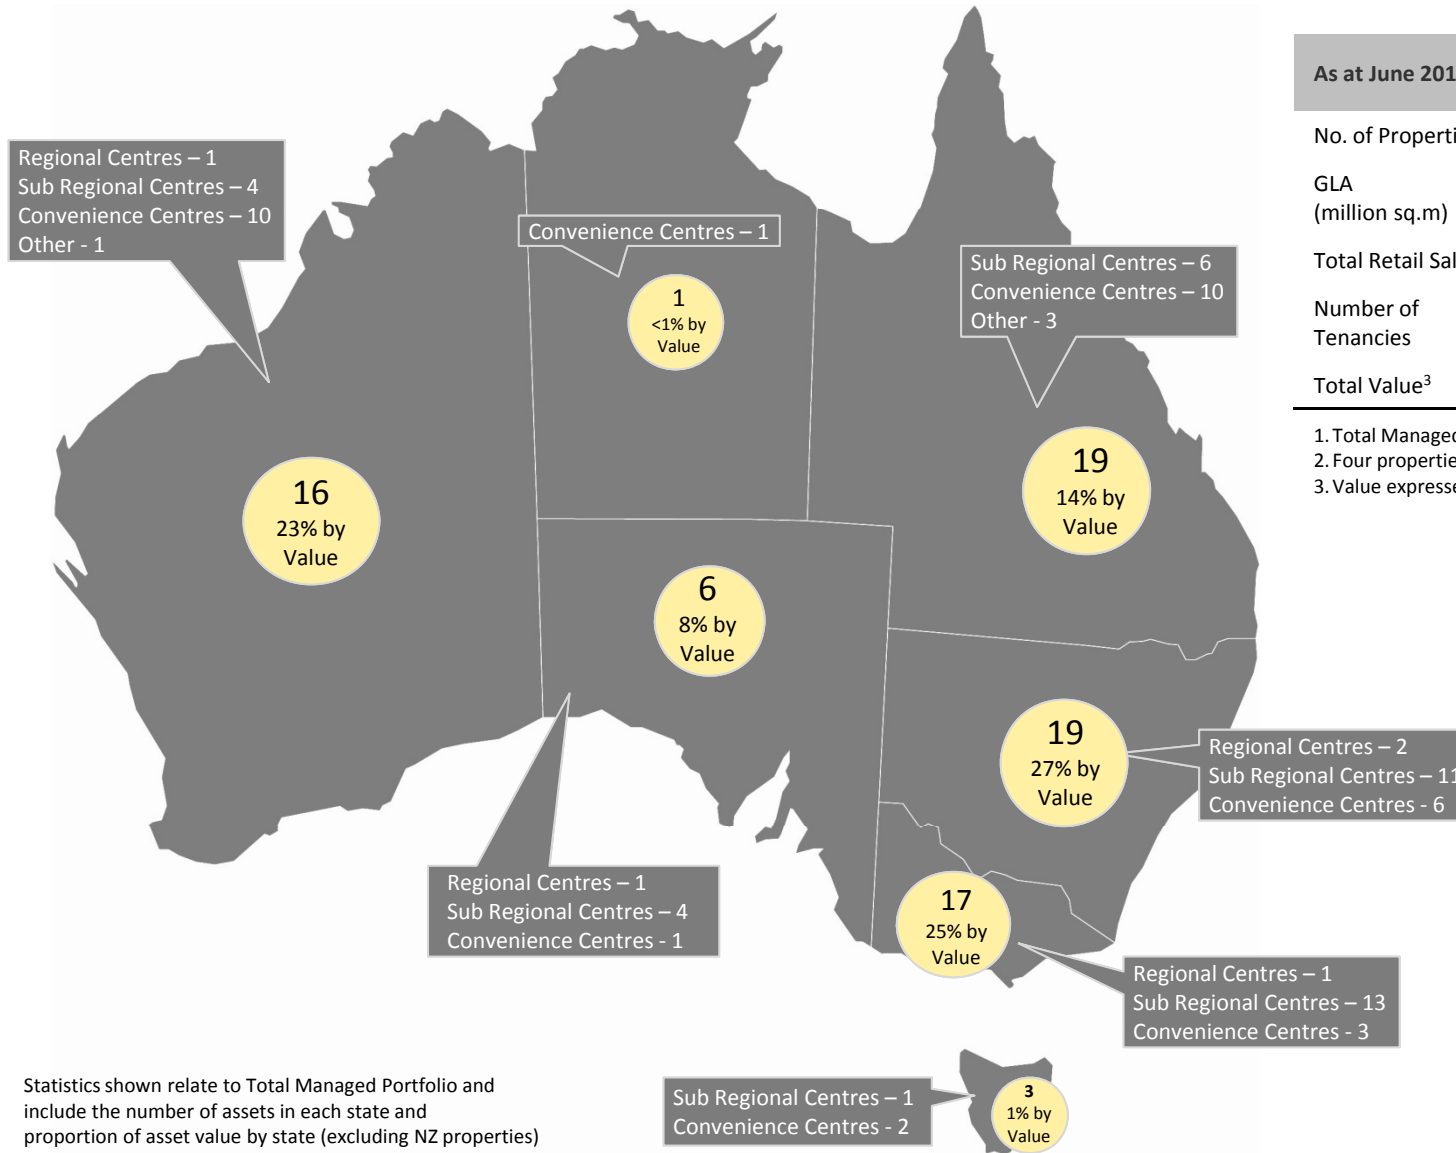 Regional Centres – 1
Sub Regional Centres – 4
Convenience Centres – 10
Other - 1
Convenience Centres – 1
1
<1% by
Value
Sub Regional Centres – 6
Convenience Centres – 10
Other - 3
19
14% by
Value
16
23% by
Value
6
8% by
Value
19
27% by
Value
Regional Centres – 2
Sub Regional Centres – 11
Convenience Centres - 6
Regional Centres – 1
Sub Regional Centres – 4
Convenience Centres - 1
17
25% by
Value
Regional Centres – 1
Sub Regional Centres – 13
Convenience Centres - 3
Sub Regional Centres – 1
Convenience Centres - 2
3
1% by
Value
Statistics shown relate to Total Managed Portfolio and
include the number of assets in each state and
proportion of asset value by state (excluding NZ properties)
As at June 201
No. of Properti
GLA
(million sq.m)
Total Retail Sal
Number of
Tenancies
Total Value³
1. Total Managed
2. Four propertie
3. Value expresse